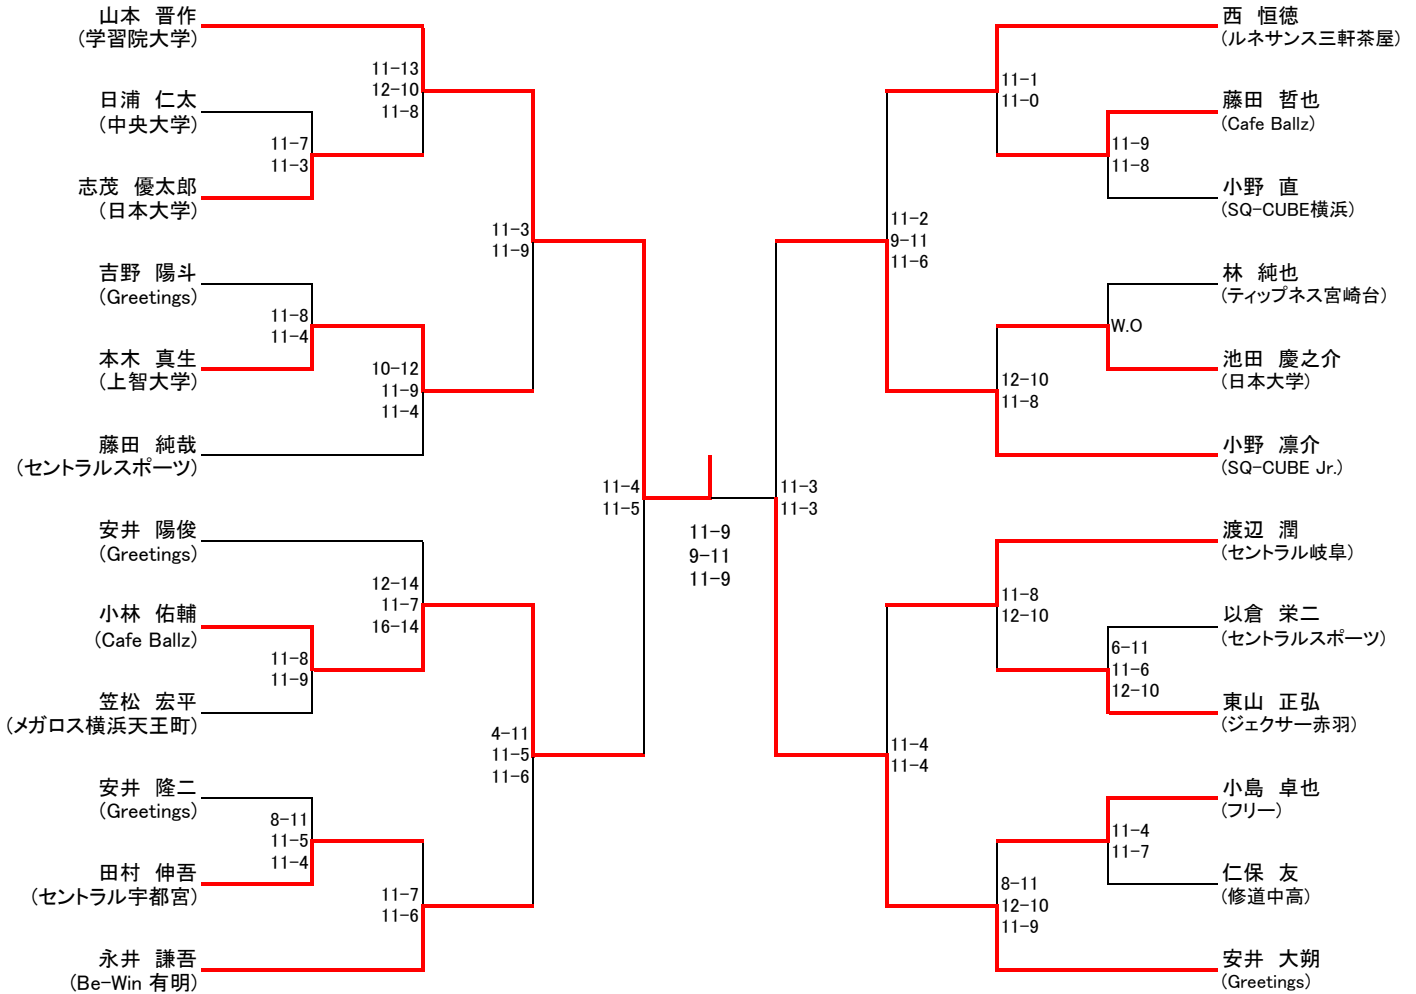 山本 晋作
(学習院大学)
11-13
12-10
11-8
日浦 仁太
(中央大学)
11-7
11-3
志茂 優太郎
(日本大学)
11-3
11-9
吉野 陽斗
(Greetings)
11-8
11-4
本木 真生
(上智大学)
10-12
11-9
11-4
藤田 純哉
(セントラルスポーツ)
11-4
11-5
安井 陽俊
(Greetings)
12-14
11-7
16-14
小林 佑輔
(Cafe Ballz)
11-8
11-9
笠松 宏平
(メガロス横浜天王町)
4-11
11-5
11-6
安井 隆二
(Greetings)
8-11
11-5
11-4
田村 伸吾
(セントラル宇都宮)
11-7
11-6
永井 謙吾
(Be-Win 有明)
11-9
9-11
11-9
西 恒徳
(ルネサンス三軒茶屋)
11-1
11-0
藤田 哲也
(Cafe Ballz)
11-9
11-8
小野 直
(SQ-CUBE横浜)
11-2
9-11
11-6
林 純也
(ティップネス宮崎台)
W.O
池田 慶之介
(日本大学)
12-10
11-8
小野 凛介
(SQ-CUBE Jr.)
11-3
11-3
渡辺 潤
(セントラル岐阜)
11-8
12-10
以倉 栄二
(セントラルスポーツ)
6-11
11-6
12-10
東山 正弘
(ジェクサー赤羽)
11-4
11-4
小島 卓也
(フリー)
11-4
11-7
仁保 友
(修道中高)
8-11
12-10
11-9
安井 大朔
(Greetings)